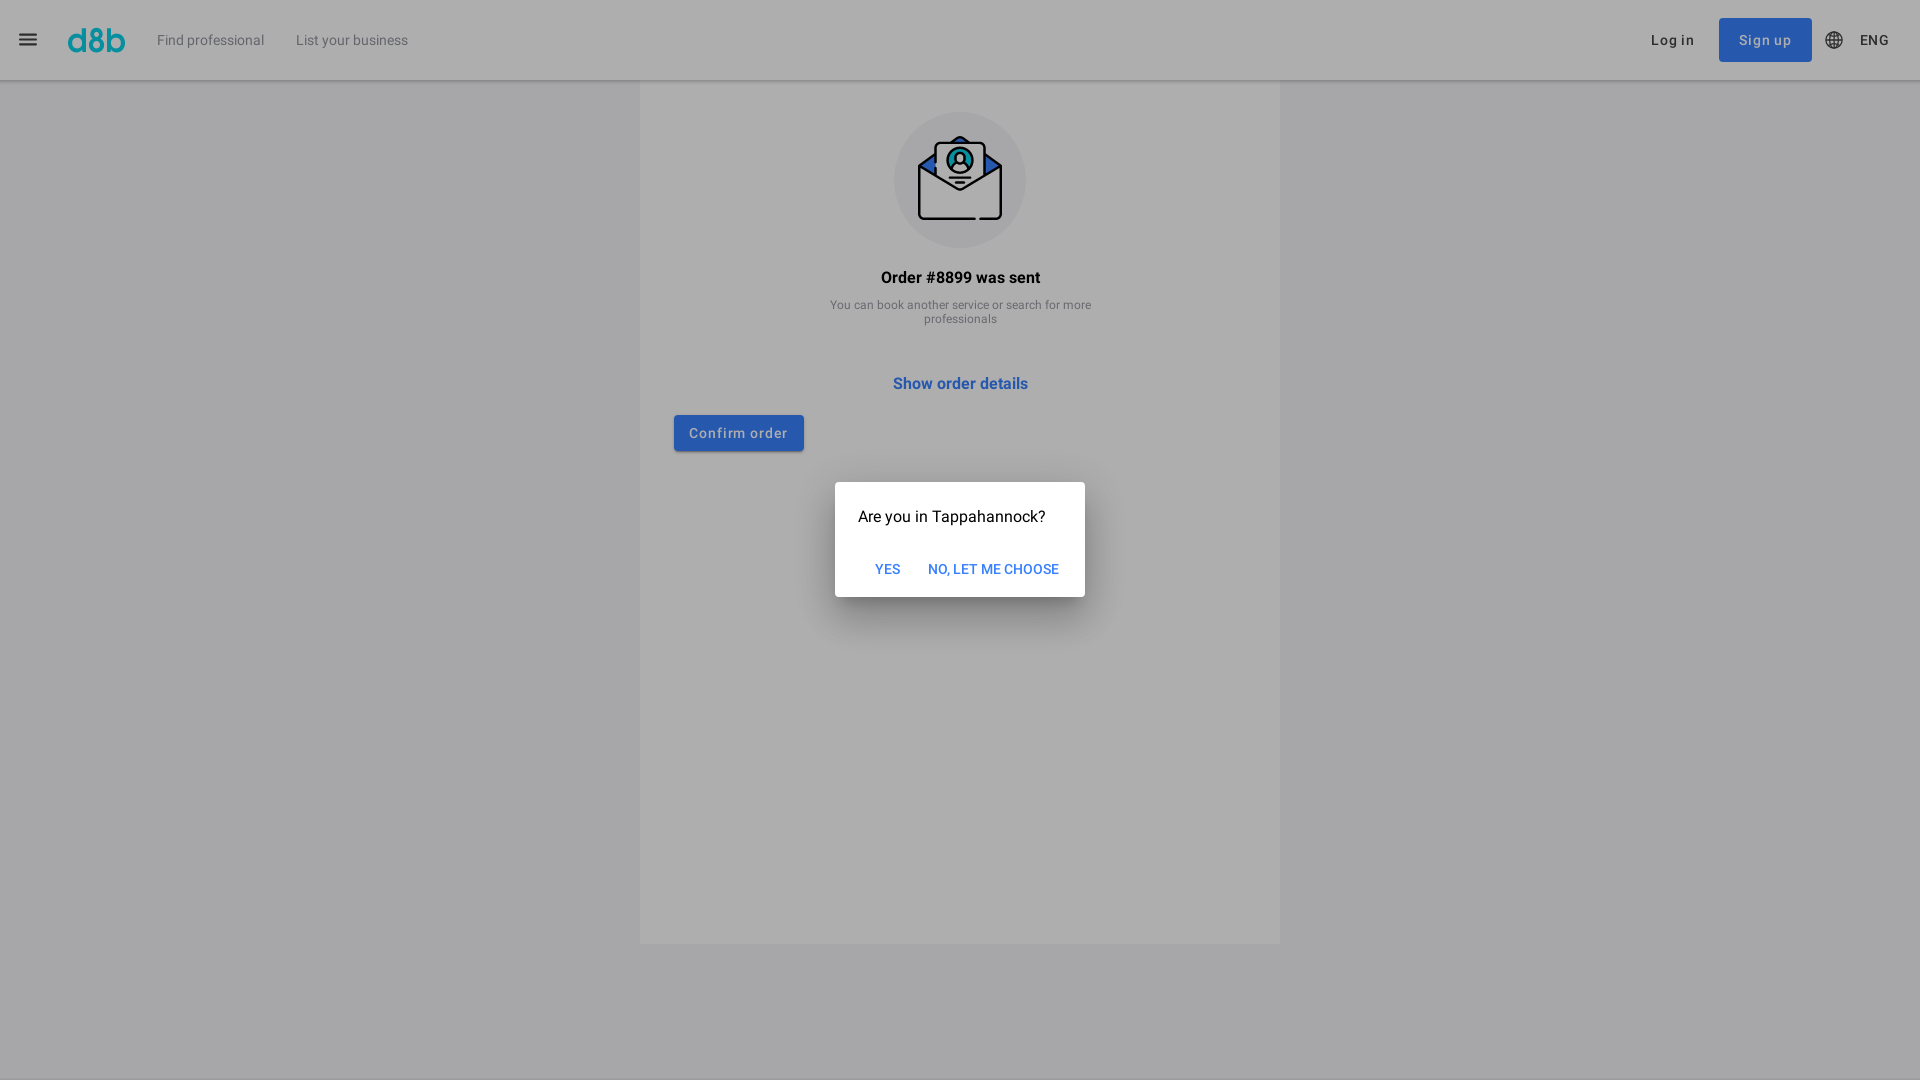 d8b
Find professional
List your business
Log in
Sign up
ENG
Order #8899 was sent
You can book another service or search for more
professionals
Show order details
Confirm order
Are you in Tappahannock?
YES
NO, LET ME CHOOSE